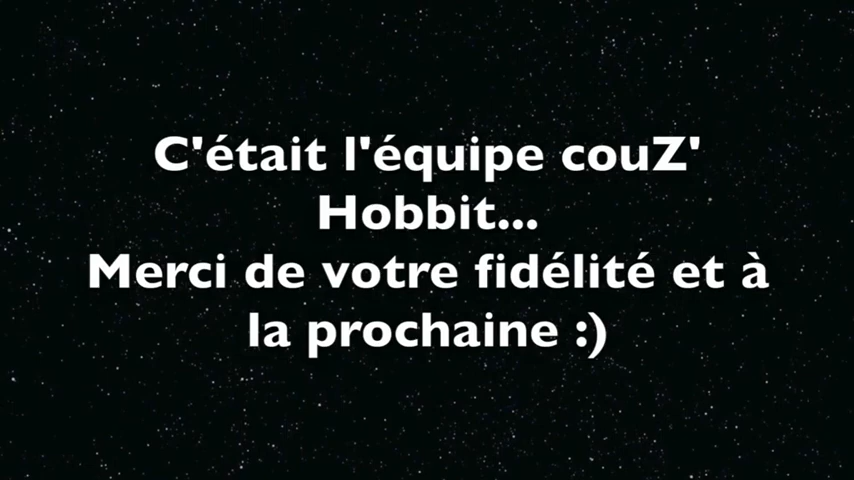 C'était l'équipe couZ'
Hobbit...
Merci de votre fidélité et à
la prochaine :)